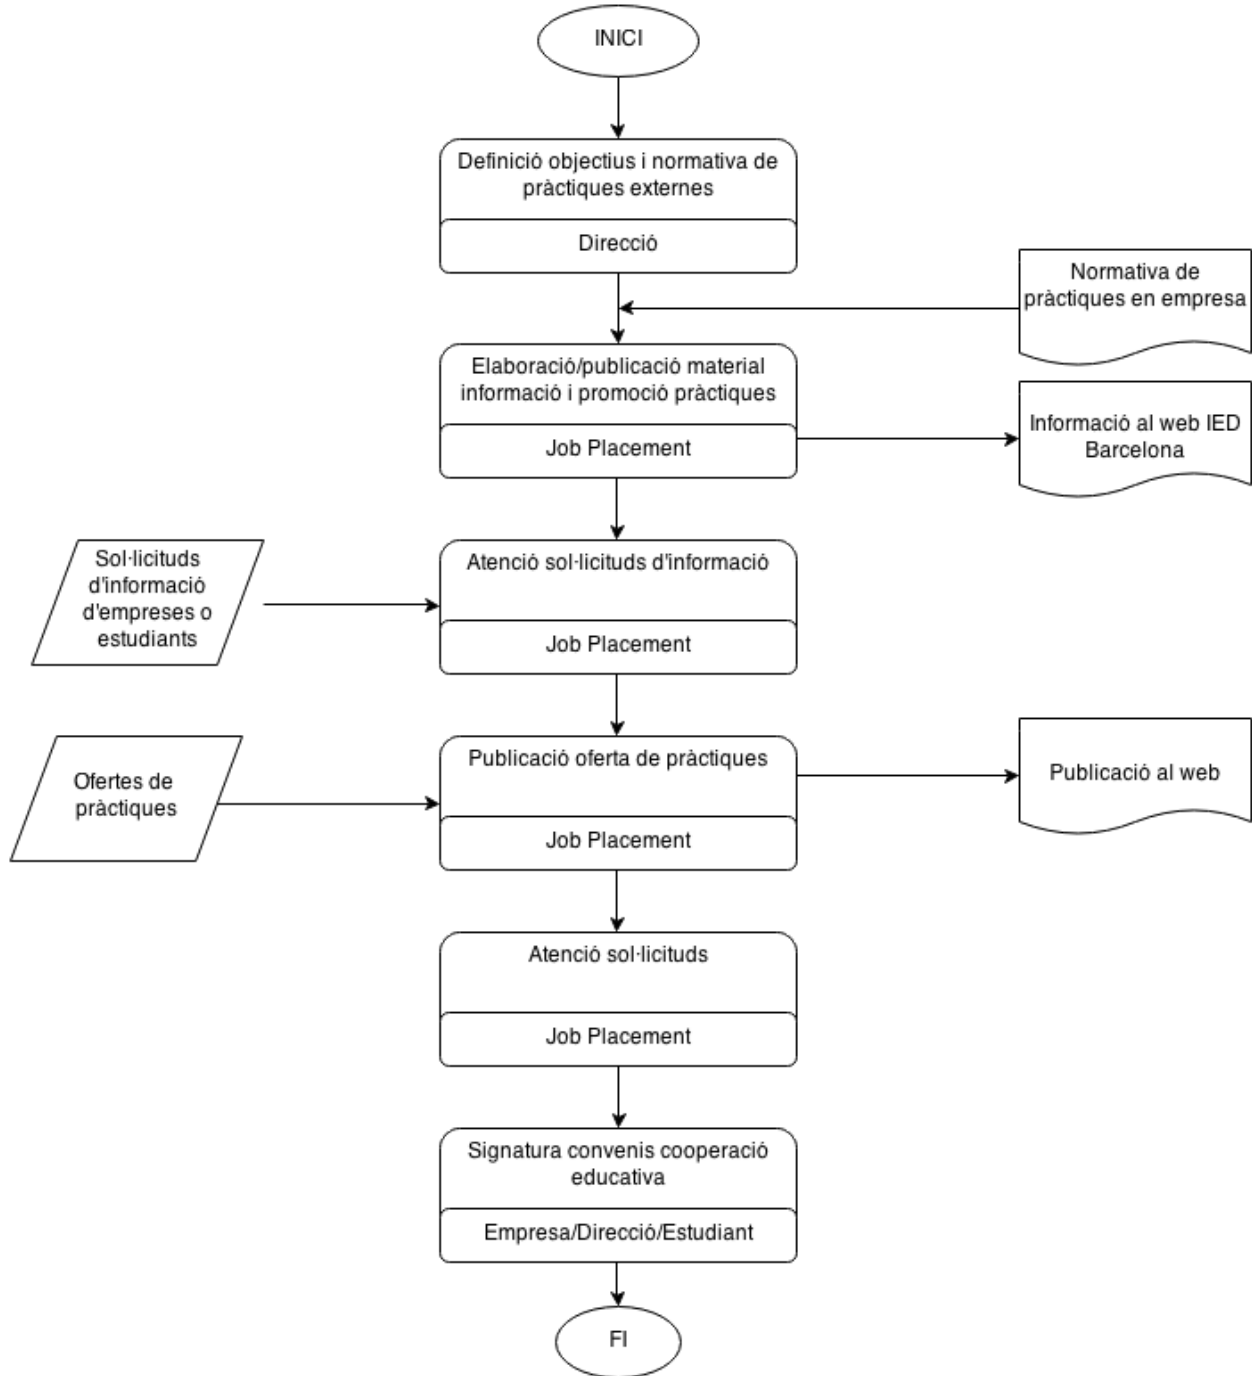 INICI
Definició objectius i normativa de
pràctiques externes
Direcció
Normativa de
pràctiques en empresa
Elaboració/publicació material
informació i promoció pràctiques
Job Placement
Informació al web IED
Barcelona
Sol·licituds
d'informació
d'empreses o
estudiants
Atenció sol·licituds d'informació
Job Placement
Ofertes de
pràctiques
Publicació oferta de pràctiques
Job Placement
Publicació al web
Atenció sol·licituds
Job Placement
Signatura convenis cooperació
educativa
Empresa/Direcció/Estudiant
FI